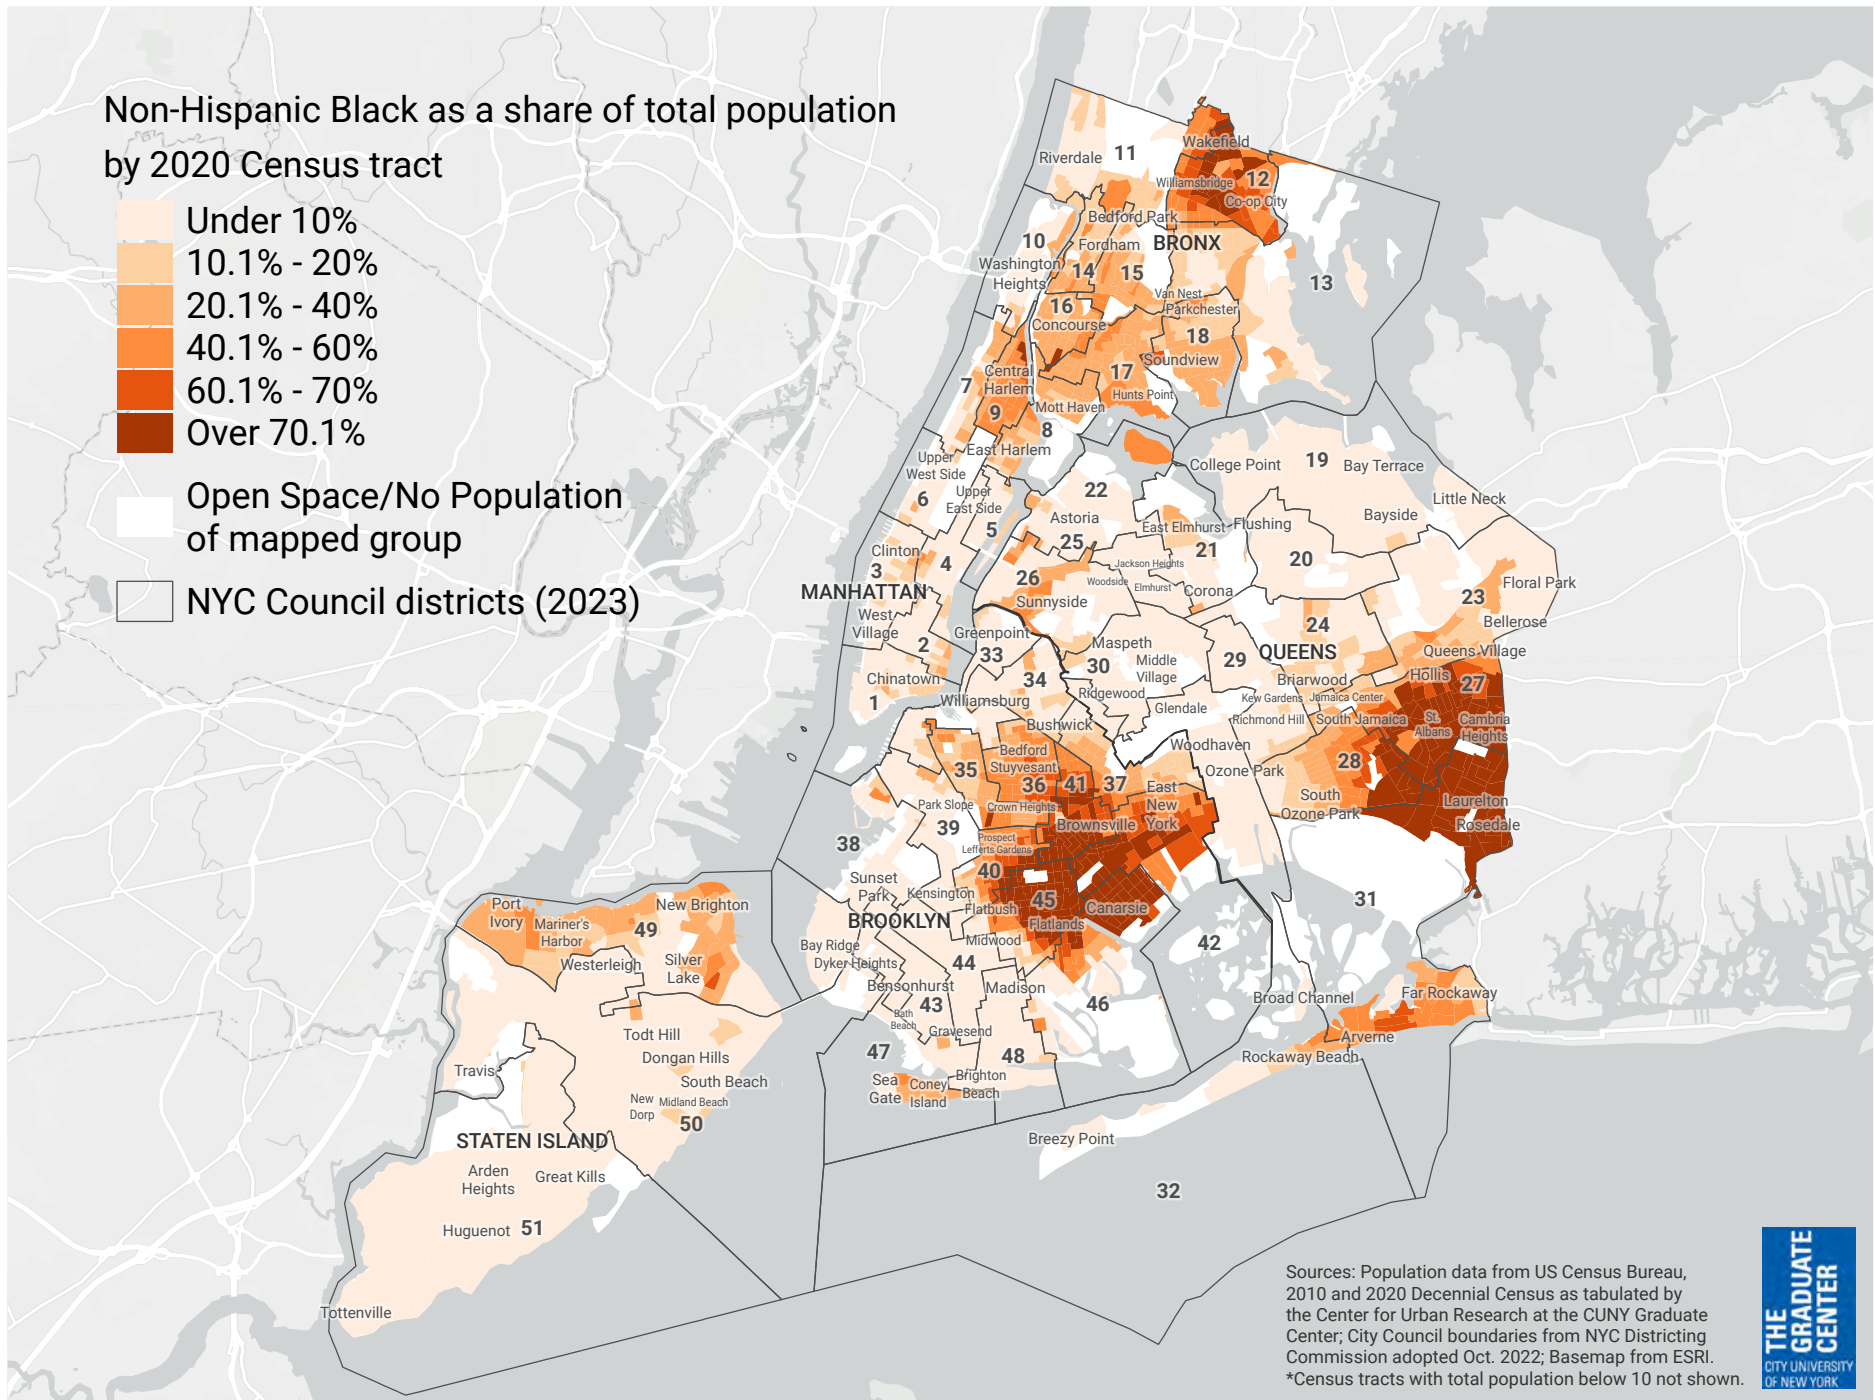 Non-Hispanic Black as a share of total population
by 2020 Census tract
Under 10%
10.1% - 20%
20.1% - 40%
40.1% - 60%
60.1% - 70%
Over 70.1%
Open Space/No Population
of mapped group
NYC Council districts (2023)
Wakefield
Riverdale
11
Williamsbridge
12
Co-op City
Bedford Park
10
Fordham
BRONX
Washington
Heights
14
15
13
Van Nest
16
Parkchester
Concourse
18
Soundview
Central
Harlem
17
7
Hunts Point
9
Mott Haven
8
East Harlem
Upper
West Side
College Point
19
Bay Terrace
6
Upper
East Side
22
Little Neck
5
Astoria
East Elmhurst
Flushing
Bayside
Clinton
25
21
3
4
Jackson Heights
20
26
Woodside
Elmhurst
Corona
Floral Park
MANHATTAN
23
Sunnyside
West
Village
24
Bellerose
Greenpoint
2
33
Maspeth
QUEENS
Queens Village
30
Middle
Village
29
Chinatown
34
Briarwood
Hollis
27
1
Williamsburg
Ridgewood
Kew Gardens
Jamaica Center
Glendale
Richmond Hill
South Jamaica
St.
Albans
Cambria
Heights
Bushwick
Woodhaven
Bedford
Stuyvesant
35
28
Ozone Park
36
41
37
East
New
York
South
Ozone Park
Laurelton
Park Slope
Crown Heights
39
Brownsville
Rosedale
38
Prospect
Lefferts Gardens
40
Sunset
Park
Kensington
45
31
Flatbush
Canarsie
BROOKLYN
Flatlands
Port
Ivory
New Brighton
Mariner's
Harbor
49
Bay Ridge
Midwood
42
Westerleigh
Silver
Lake
Dyker Heights
44
Bensonhurst
Madison
Broad Channel
Far Rockaway
43
46
Bath
Beach
Gravesend
Arverne
Todt Hill
47
48
Rockaway Beach
Dongan Hills
Travis
South Beach
Sea
Gate
Coney
Island
Brighton
Beach
New
Dorp
Midland Beach
50
STATEN ISLAND
Breezy Point
Arden
Heights
Great Kills
32
Huguenot
51
Tottenville
Sources: Population data from US Census Bureau,
2010 and 2020 Decennial Census as tabulated by
the Center for Urban Research at the CUNY Graduate
Center; City Council boundaries from NYC Districting
Commission adopted Oct. 2022; Basemap from ESRI.
*Census tracts with total population below 10 not shown.
THE
GRADUATE
CENTER
CITY UNIVERSITY
OF NEW YORK